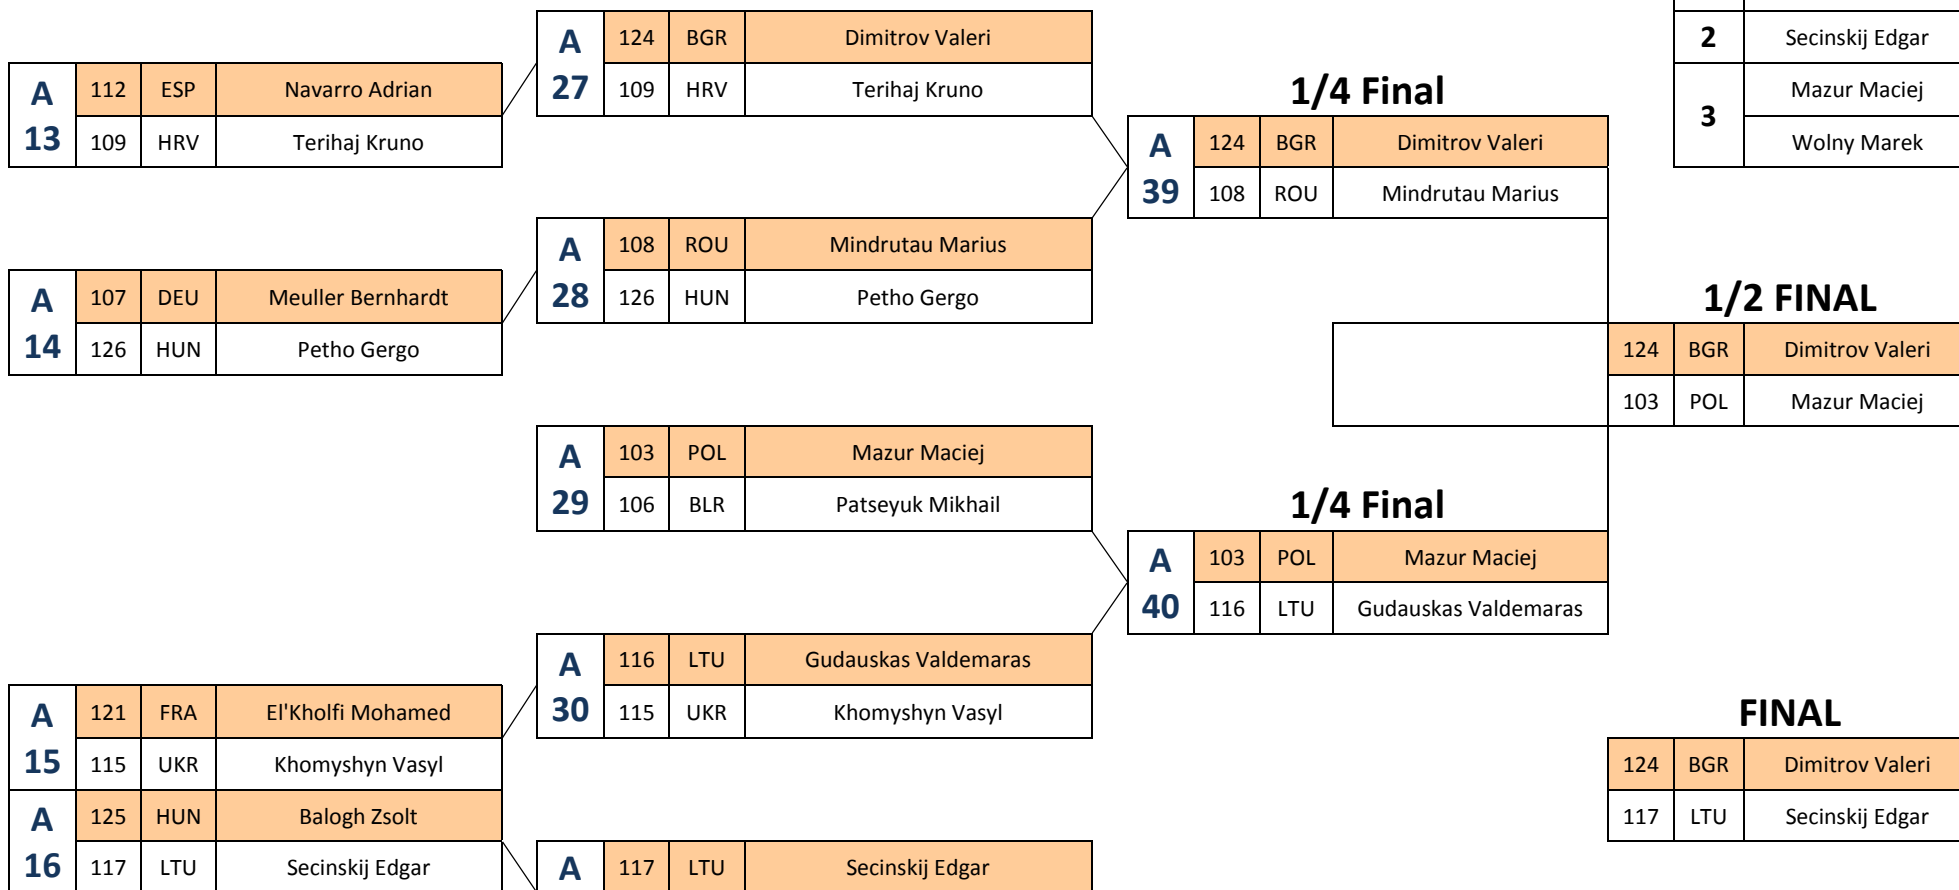 A 27 124 BGR Dimitrov Valeri
109 HRV Terihaj Kruno
2 Secinskij Edgar
3 Mazur Maciej
Wolny Marek
A 13 112 ESP Navarro Adrian
109 HRV Terihaj Kruno
1/4 Final
A 39 124 BGR Dimitrov Valeri
108 ROU Mindrutau Marius
A 28 108 ROU Mindrutau Marius
126 HUN Petho Gergo
A 14 107 DEU Meuller Bernhardt
126 HUN Petho Gergo
1/2 FINAL
124 BGR Dimitrov Valeri
103 POL Mazur Maciej
A 29 103 POL Mazur Maciej
106 BLR Patseyuk Mikhail
1/4 Final
A 40 103 POL Mazur Maciej
116 LTU Gudauskas Valdemaras
A 30 116 LTU Gudauskas Valdemaras
115 UKR Khomyshyn Vasyl
A 15 121 FRA El'Kholfi Mohamed
115 UKR Khomyshyn Vasyl
FINAL
124 BGR Dimitrov Valeri
117 LTU Secinskij Edgar
A 16 125 HUN Balogh Zsolt
117 LTU Secinskij Edgar
A 117 LTU Secinskij Edgar